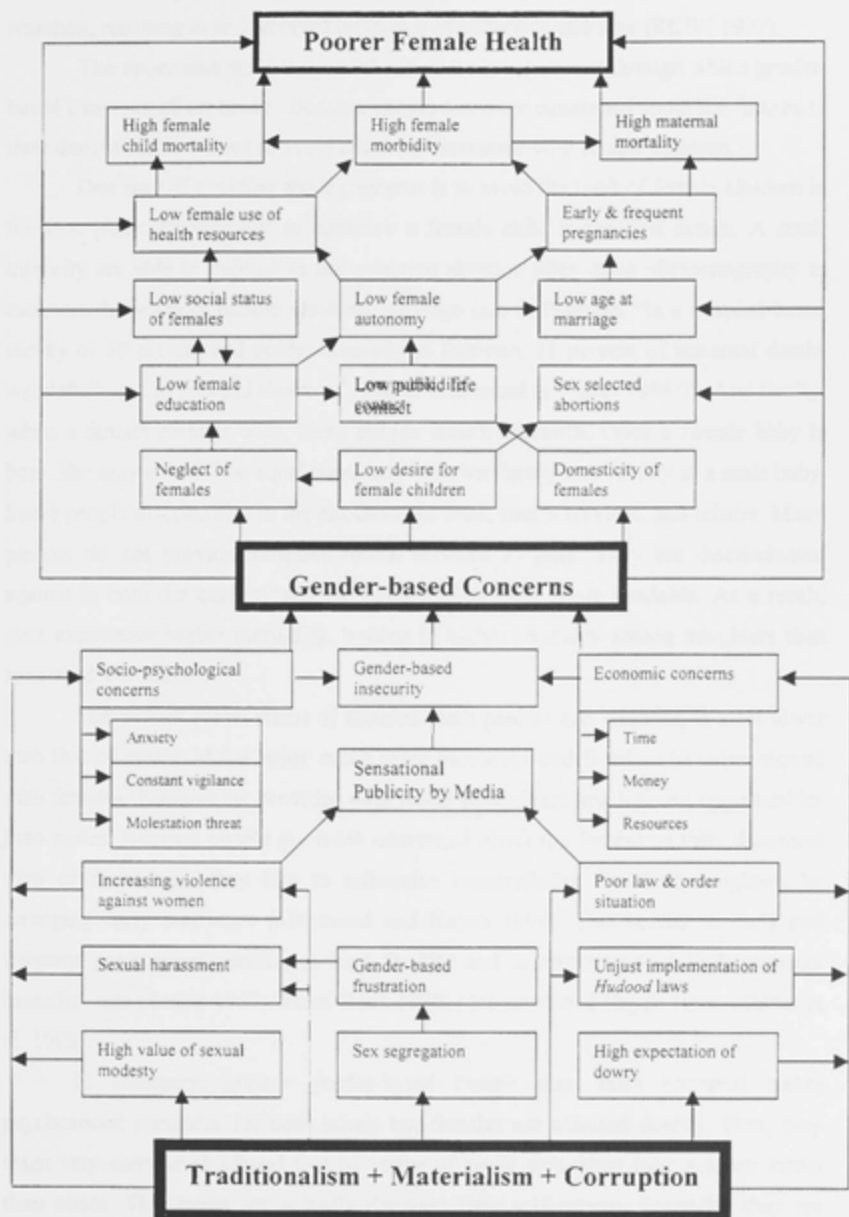 Poorer Female Health
High female
child mortality
High female
morbidity
High maternal
mortality
Low female use of
health resources
Early & frequent
pregnancies
Low social status
of females
Low female
autonomy
Low age at
marriage
Low female
education
Low public life
contact
Sex selected
abortions
Neglect of
females
Low desire for
female children
Domesticity of
females
Gender-based Concerns
Socio-psychological
concerns
Gender-based
insecurity
Economic concerns
Anxiety
Constant vigilance
Molestation threat
Sensational
Publicity by Media
Time
Money
Resources
Increasing violence
against women
Poor law & order
situation
Sexual harassment
Gender-based
frustration
Unjust implementation of
Hudood laws
High value of sexual
modesty
Sex segregation
High expectation of
dowry
Traditionalism + Materialism + Corruption